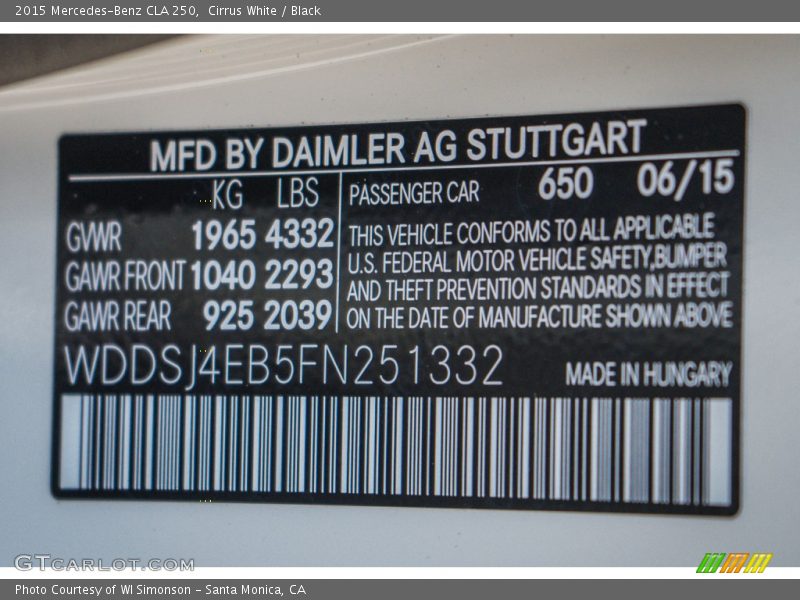 2015 Mercedes-Benz CLA 250,  Cirrus White / Black
MFD BY DAIMLER AG STUTTGART
KG LBS PASSENGER CAR 650 06/15
GVWR 1965 4332 THIS VEHICLE CONFORMS TO ALL APPLICABLE
GAWR FRONT 1040 2293 U.S. FEDERAL MOTOR VEHICLE SAFETY, BUMPER
AND THEFT PREVENTION STANDARDS IN EFFECT
GAWR REAR 925 2039 ON THE DATE OF MANUFACTURE SHOWN ABOVE
WDDSJ4EB5FN251332 MADE IN HUNGARY
GTcarlot.com
Photo Courtesy of WI Simonson - Santa Monica, CA